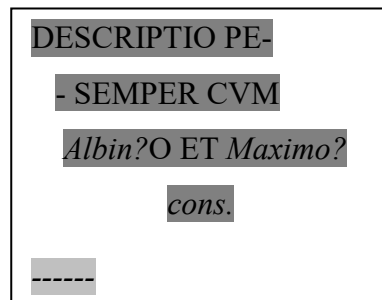 DESCRIPTIO PE-
- SEMPER CVM
Albin?O ET Maximo?
cons.
------